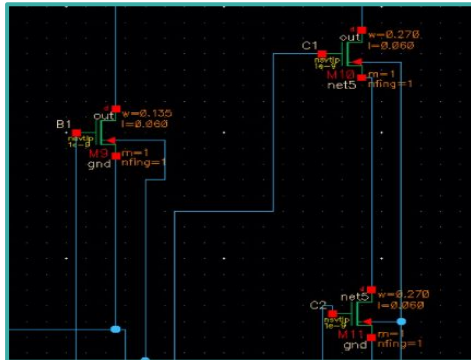 out
w=0.270
l=0.060
C1
nsvtlp
M10
m=1
net5
nfing=1
out
w=0.135
l=0.060
B1
nsvtlp
M9
m=1
gnd
nfing=1
net5
w=0.270
l=0.060
C2
nsvtlp
M11
m=1
gnd
nfing=1